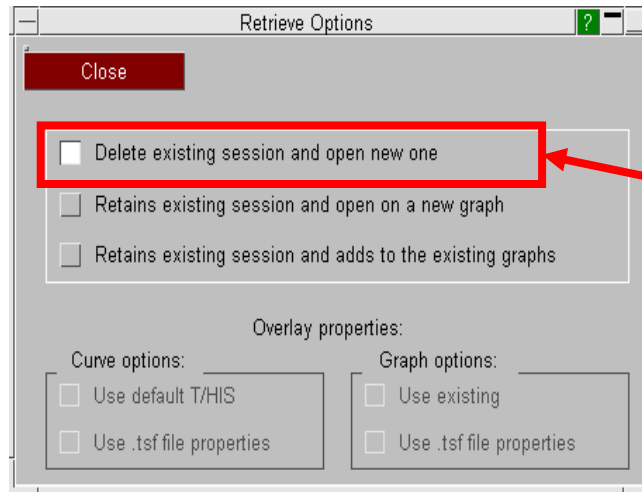 Retrieve Options ?
Close
Delete existing session and open new one
Retains existing session and open on a new graph
Retains existing session and adds to the existing graphs
Overlay properties:
Curve options: Graph options:
Use default T/HIS Use existing
Use .tsf file properties Use .tsf file properties